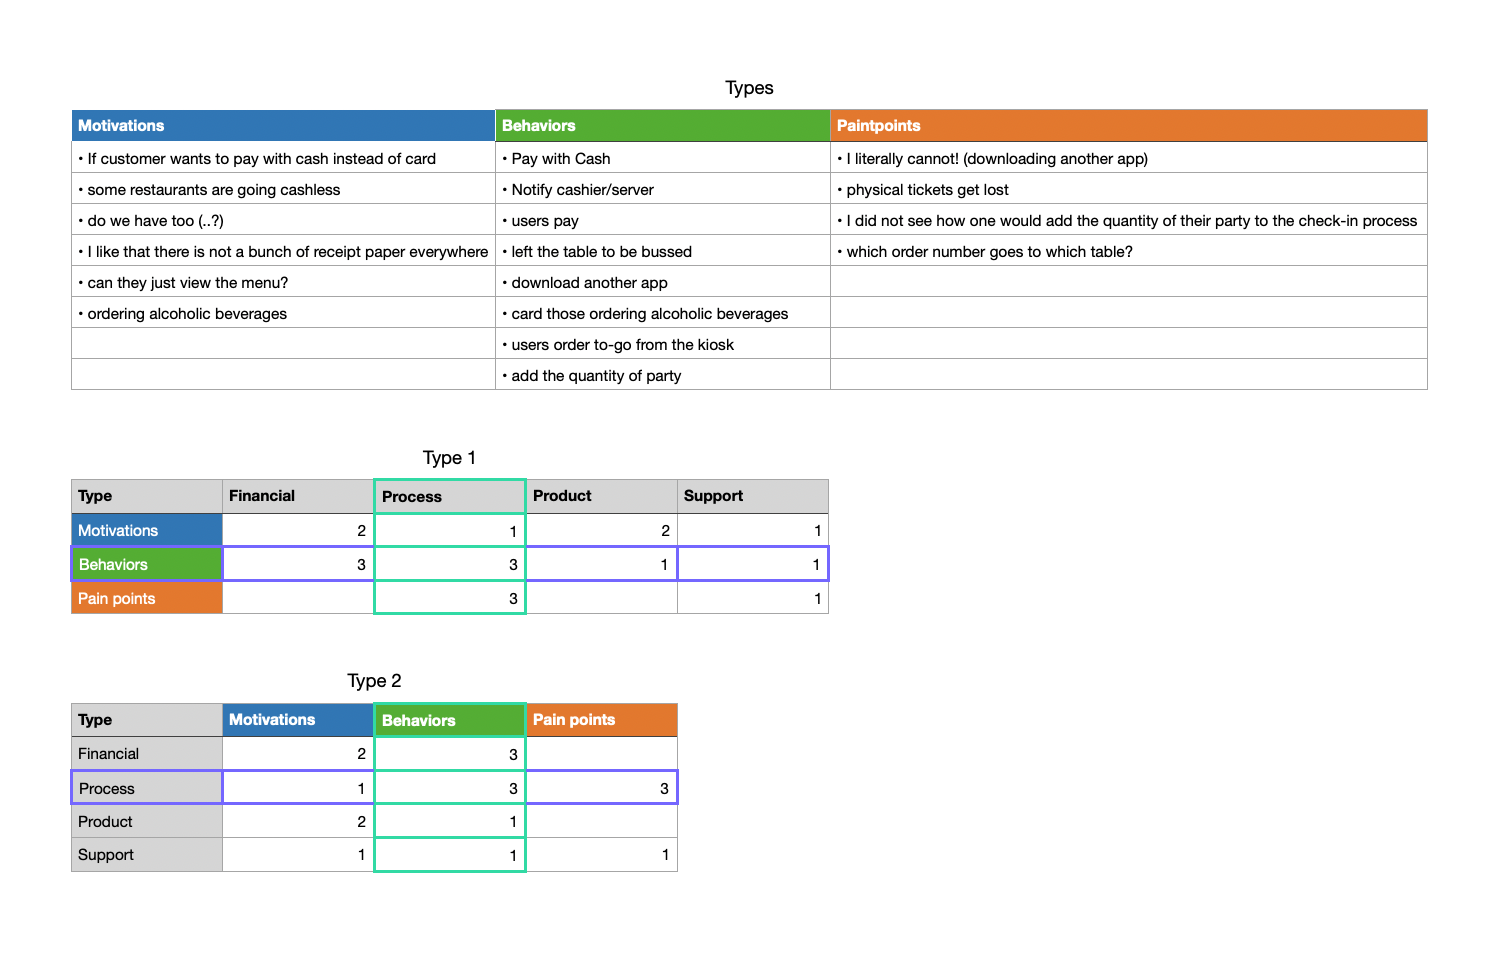 Types
Motivations Behaviors Paintpoints
• If customer wants to pay with cash instead of card • Pay with Cash • I literally cannot! (downloading another app)
• some restaurants are going cashless • Notify cashier/server • physical tickets get lost
• do we have too (..?) • users pay • I did not see how one would add the quantity of their party to the check-in process
• I like that there is not a bunch of receipt paper everywhere • left the table to be bussed • which order number goes to which table?
• can they just view the menu? • download another app
• ordering alcoholic beverages • card those ordering alcoholic beverages
• users order to-go from the kiosk
• add the quantity of party
Type 1
Type Financial Process Product Support
Motivations 2 1 2 1
Behaviors 3 3 1 1
Pain points 3 1
Type 2
Type Motivations Behaviors Pain points
Financial 2 3
Process 1 3 3
Product 2 1
Support 1 1 1